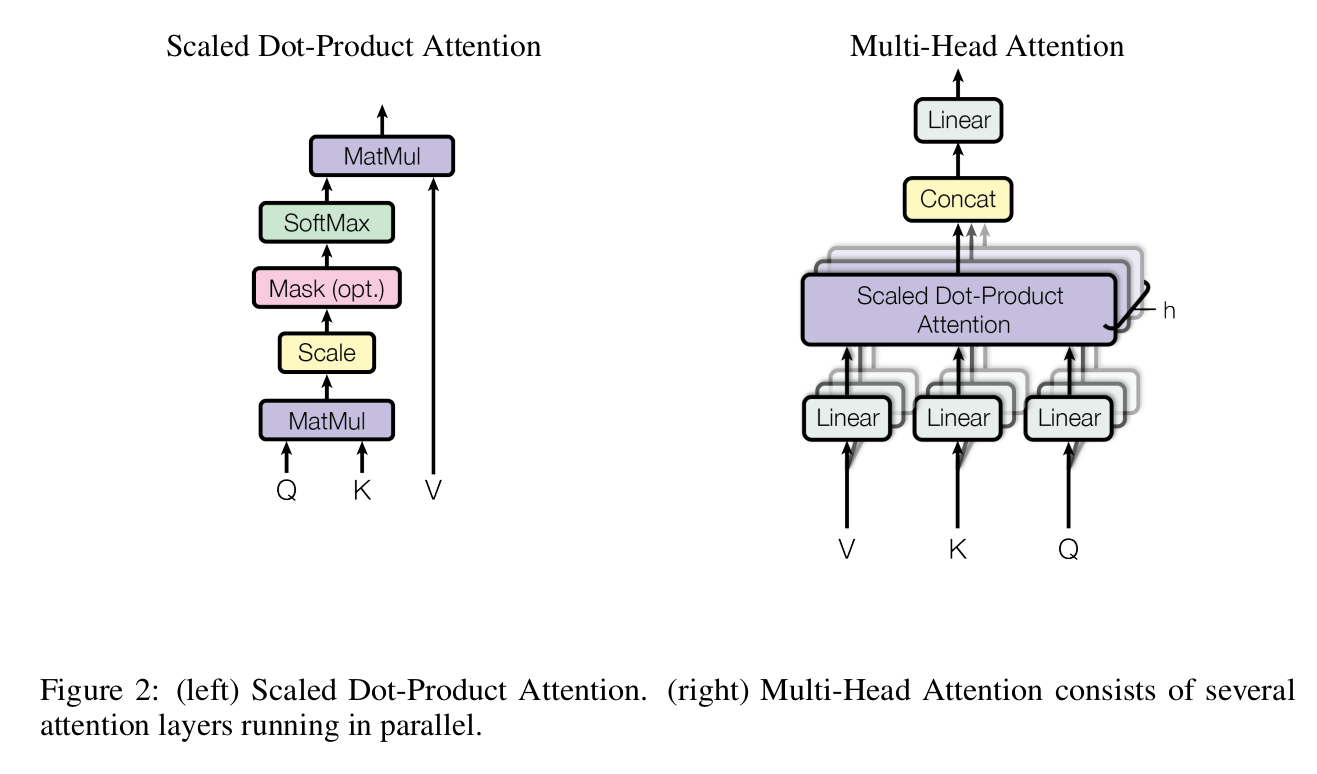 Scaled Dot-Product Attention
MatMul
SoftMax
Mask (opt.)
Scale
MatMul
Q K V
Multi-Head Attention
Linear
Concat
Scaled Dot-Product
Attention
h
Linear Linear Linear
V K Q
Figure 2: (left) Scaled Dot-Product Attention. (right) Multi-Head Attention consists of several
attention layers running in parallel.